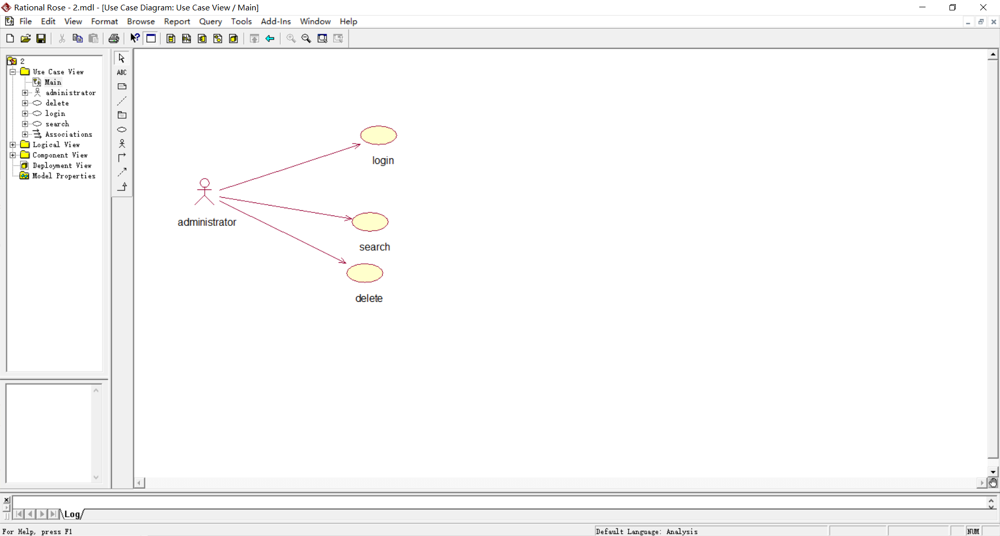 Rational Rose - 2.mdl - [Use Case Diagram: Use Case View / Main]
File Edit View Format Browse Report Query Tools Add-Ins Window Help
2
Use Case View
Main
administrator
delete
login
search
Associations
Logical View
Component View
Deployment View
Model Properties
ABC
login
administrator
search
delete
Log
For Help, press F1
Default Language: Analysis
NUM